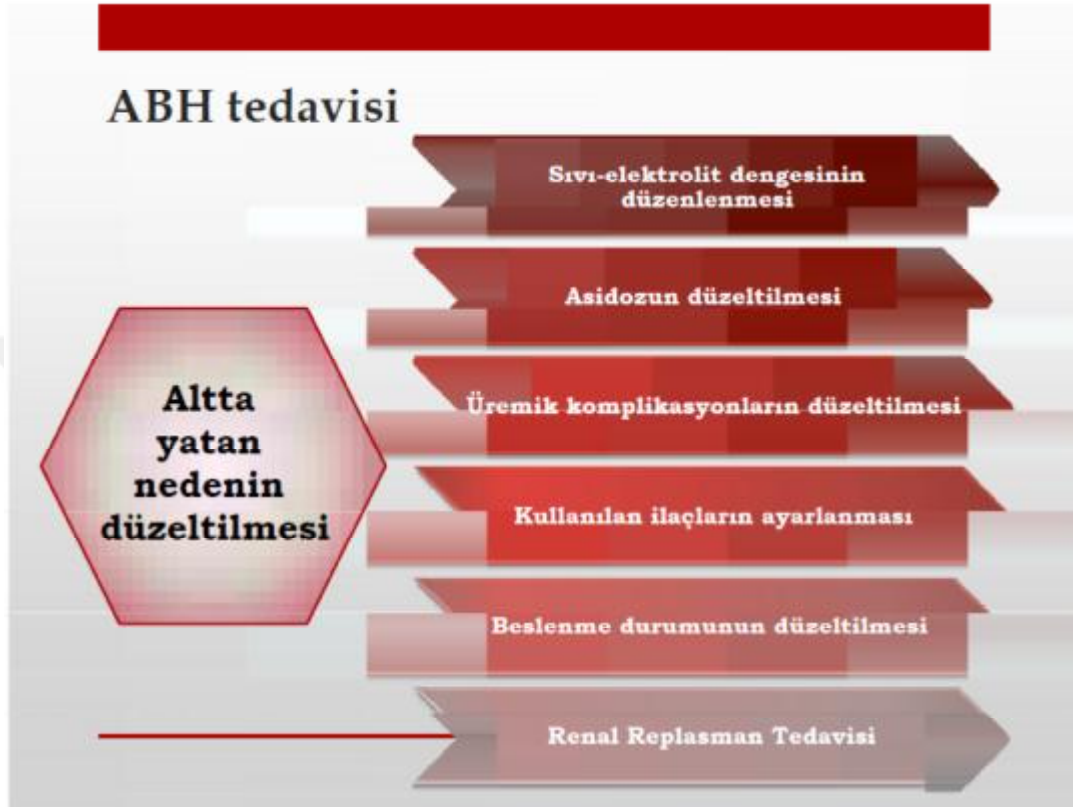 ABH tedavisi
Altta
yatan
nedenin
düzeltilmesi
Sıvı-elektrolit dengesinin
düzenlenmesi
Asidozun düzeltilmesi
Üremik komplikasyonların düzeltilmesi
Kullanılan ilaçların ayarlanması
Beslenme durumunun düzeltilmesi
Renal Replasman Tedavisi